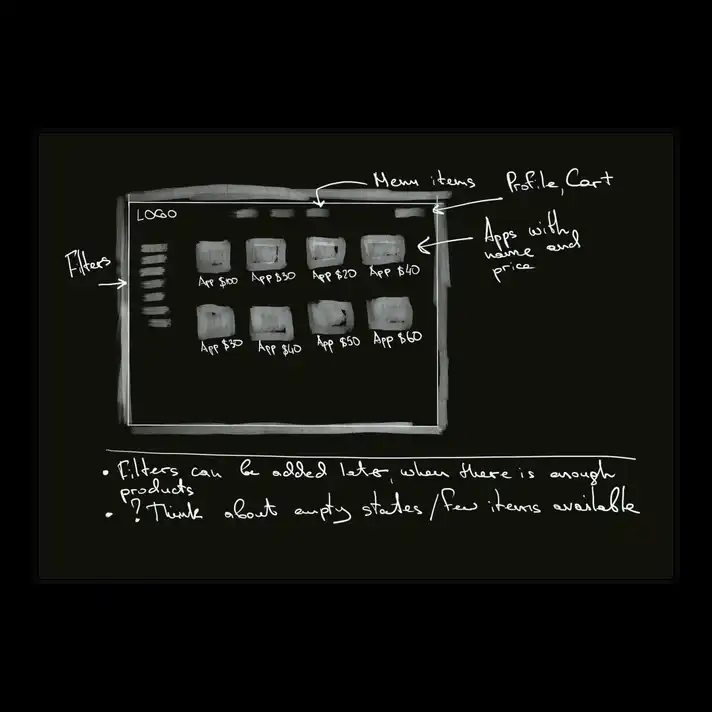 Menu items
Profile, Cart
LOGO
Apps with
name and
price
Filters
App $100
App $30
App $20
App $40
App $30
App $40
App $50
App $60
• Filters can be added later, when there is enough
products
• ? Think about empty states/few items available